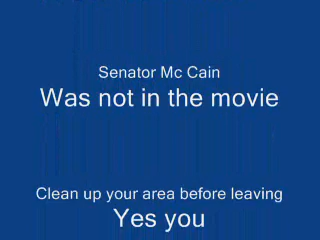 Senator Mc Cain
Was not in the movie
Clean up your area before leaving
Yes you